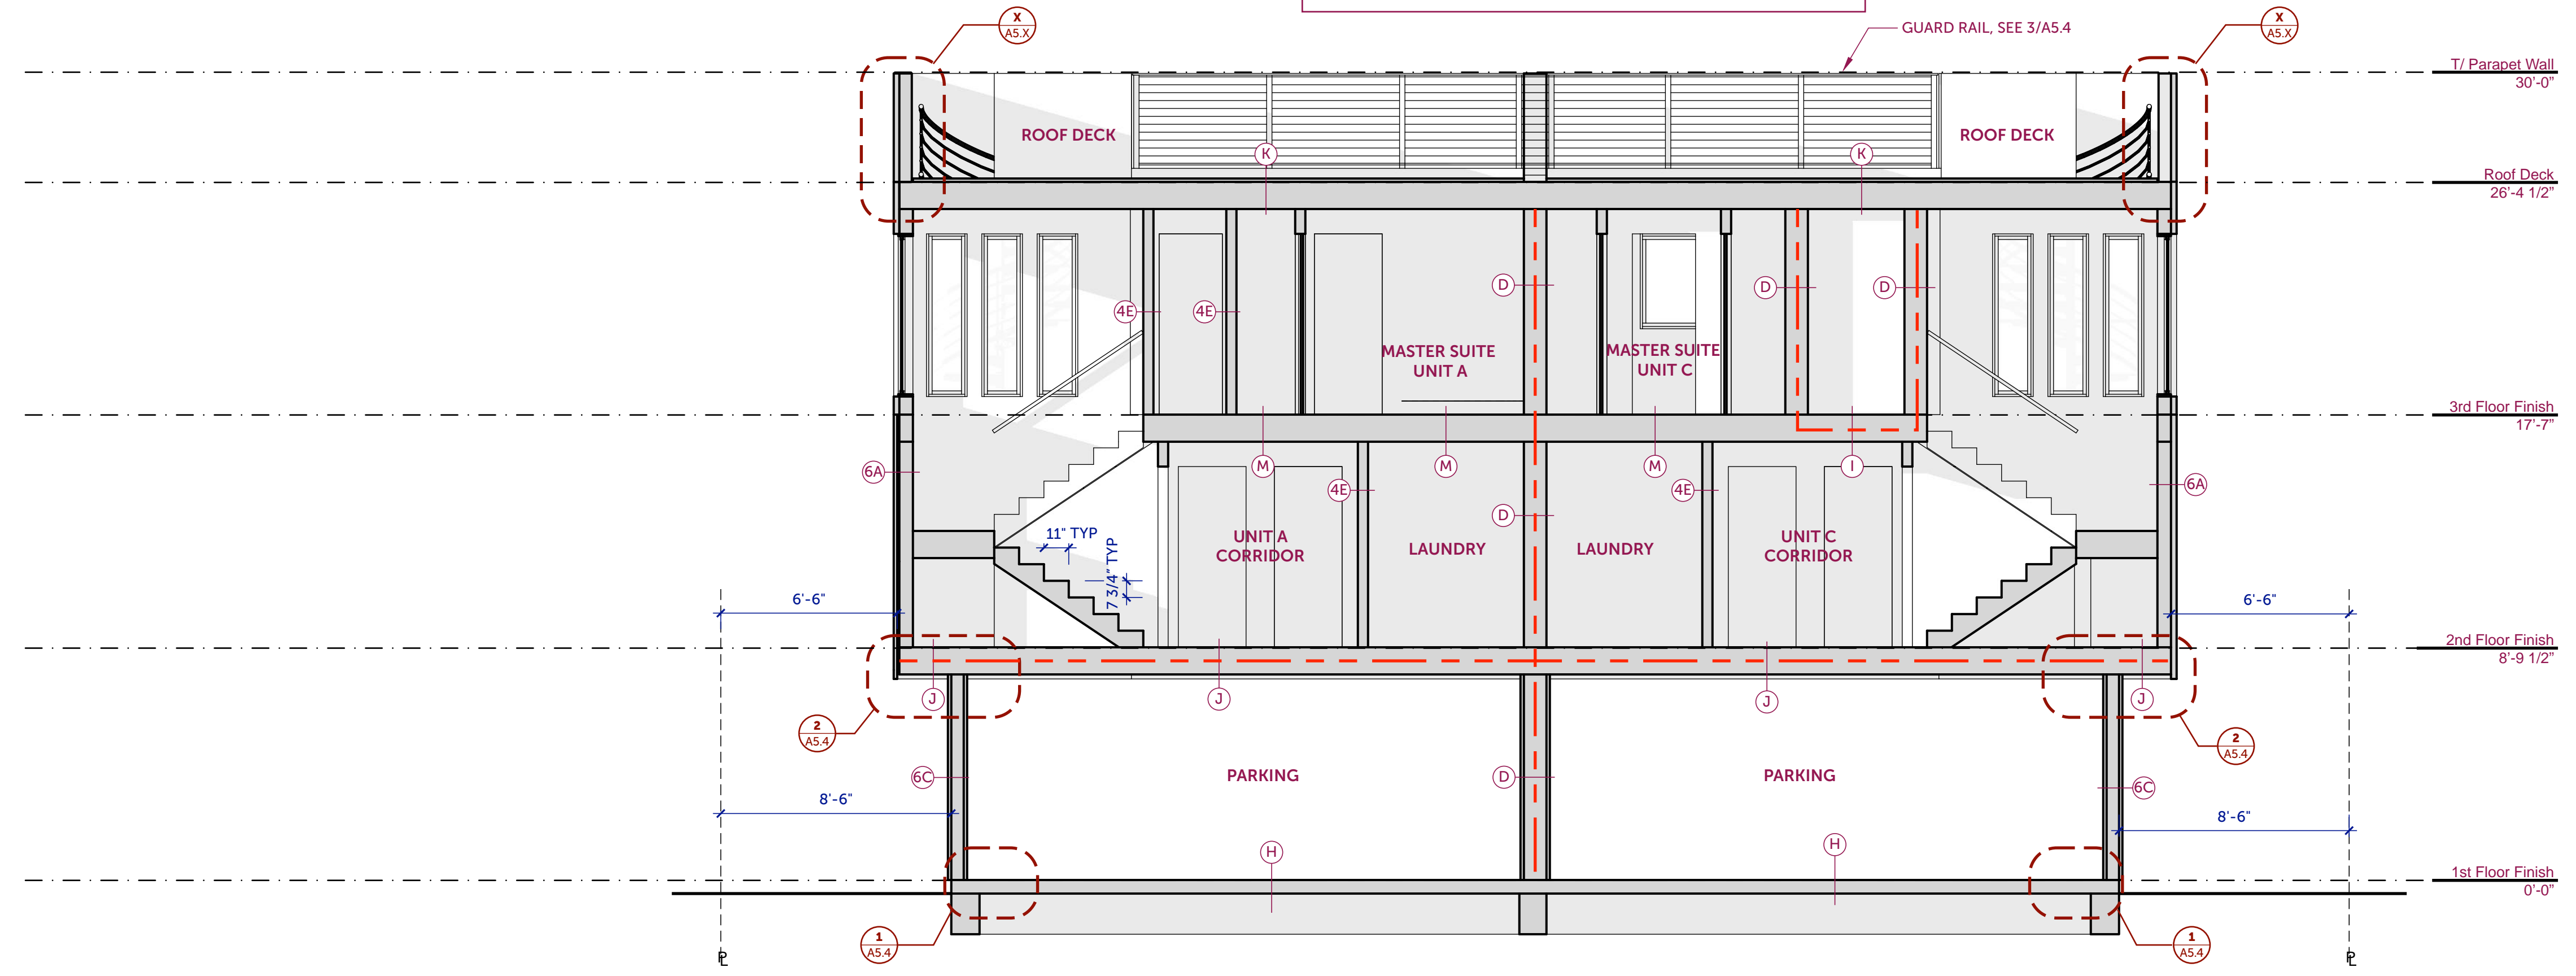 X
A5.X
GUARD RAIL, SEE 3/A5.4
X
A5.X
T/ Parapet Wall
30'-0"
ROOF DECK
ROOF DECK
K
K
Roof Deck
26'-4 1/2"
D
D
D
4E
4E
MASTER SUITE
UNIT A
MASTER SUITE
UNIT C
3rd Floor Finish
17'-7"
6A
M
M
M
I
6A
4E
4E
D
11" TYP
7 3/4" TYP
UNIT A
CORRIDOR
LAUNDRY
LAUNDRY
UNIT C
CORRIDOR
6'-6"
6'-6"
2nd Floor Finish
8'-9 1/2"
J
J
J
J
2
A5.4
2
A5.4
6C
PARKING
D
PARKING
6C
8'-6"
8'-6"
H
H
1st Floor Finish
0'-0"
1
A5.4
1
A5.4
PL
PL